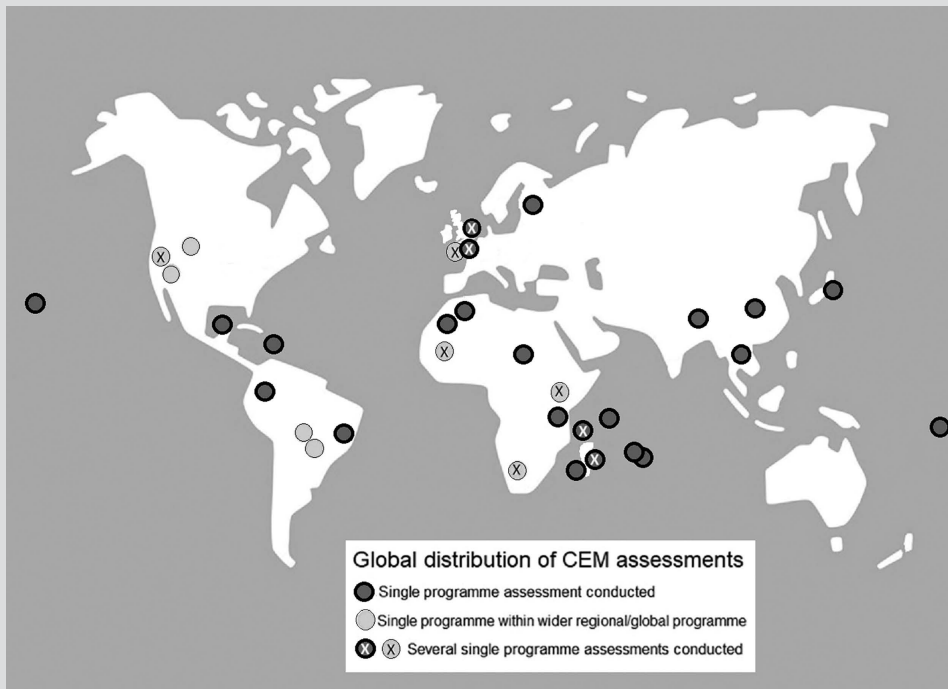 X
X
X
X
X
X
X
X
X
Global distribution of CEM assessments
Single programme assessment conducted
Single programme within wider regional/global programme
X X Several single programme assessments conducted